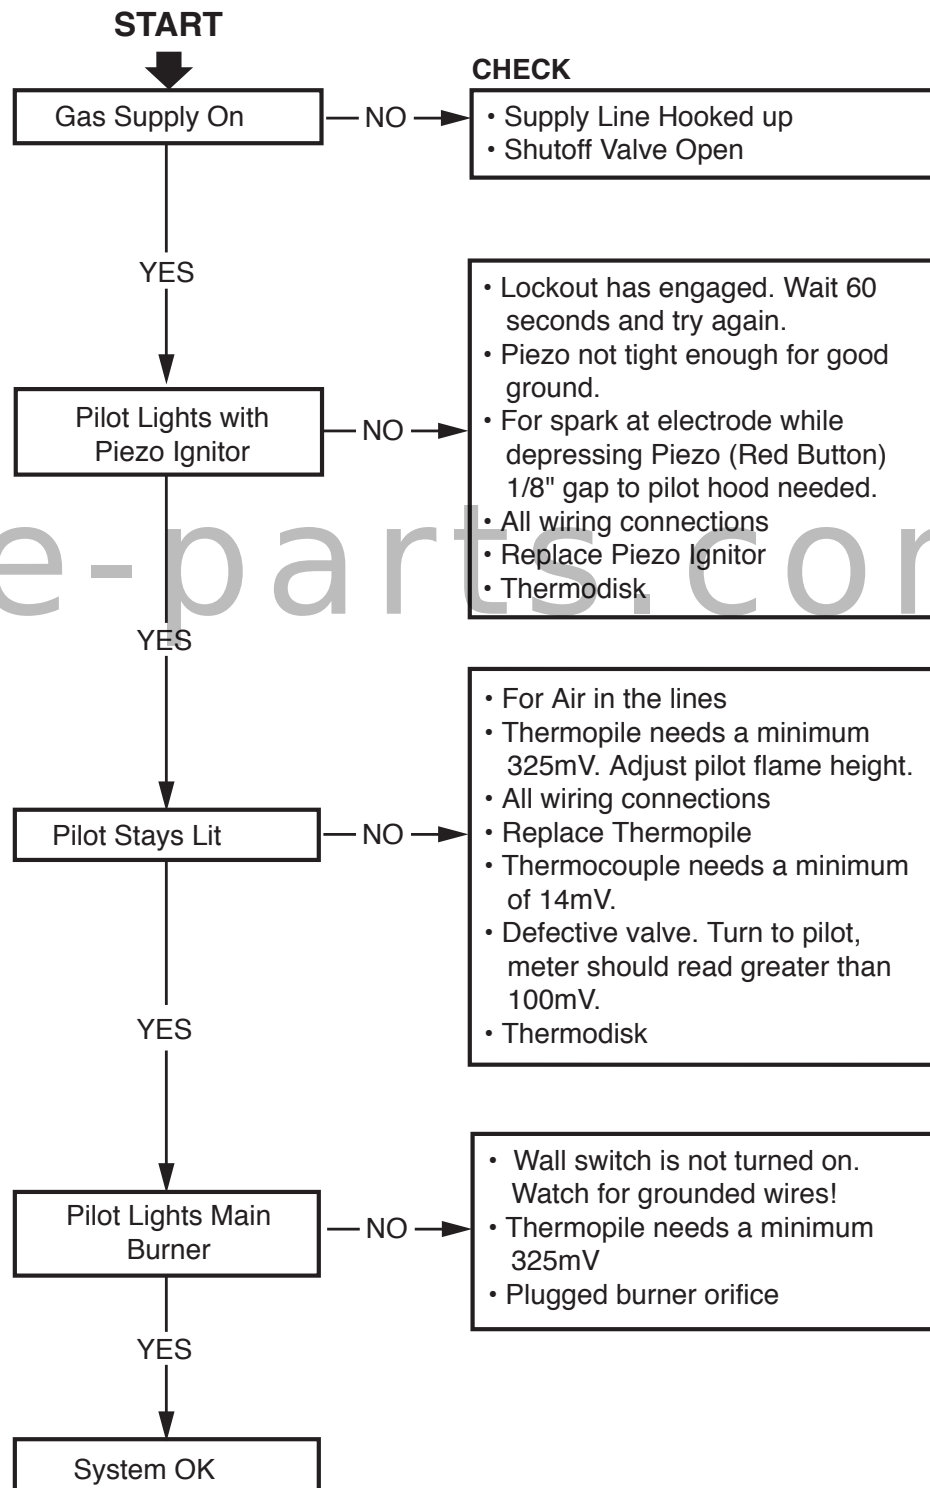 START
CHECK
Gas Supply On
NO
• Supply Line Hooked up
• Shutoff Valve Open
YES
Pilot Lights with
Piezo Ignitor
NO
• Lockout has engaged. Wait 60
seconds and try again.
• Piezo not tight enough for good
ground.
• For spark at electrode while
depressing Piezo (Red Button)
1/8" gap to pilot hood needed.
• All wiring connections
• Replace Piezo Ignitor
• Thermodisk
e-parts.co
YES
Pilot Stays Lit
NO
• For Air in the lines
• Thermopile needs a minimum
325mV. Adjust pilot flame height.
• All wiring connections
• Replace Thermopile
• Thermocouple needs a minimum
of 14mV.
• Defective valve. Turn to pilot,
meter should read greater than
100mV.
• Thermodisk
YES
Pilot Lights Main
Burner
NO
• Wall switch is not turned on.
Watch for grounded wires!
• Thermopile needs a minimum
325mV
• Plugged burner orifice
YES
System OK